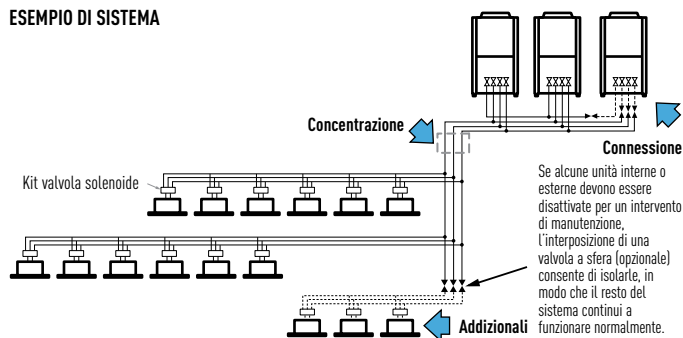 ESEMPIO DI SISTEMA
Concentrazione
Connessione
Kit valvola solenoide
Se alcune unità interne o
esterne devono essere
disattivate per un intervento
di manutenzione,
l'interposizione di una
valvola a sfera (opzionale)
consente di isolarle, in
modo che il resto del
sistema continui a
funzionare normalmente.
Addizionali